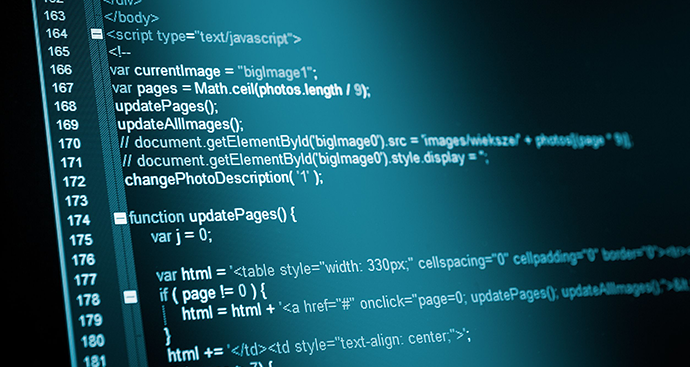 162 </div>
163 </body>
164 <script type="text/javascript">
165 <!--
166 var currentImage = "bigImage1";
167 var pages = Math.ceil(photos.length / 9);
168 updatePages();
169 updateAllImages();
170 // document.getElementById('bigImage0').src = 'images/wieksze/' + photos[(page * 9)];
171 // document.getElementById('bigImage0').style.display = '';
172 changePhotoDescription( '1' );
173
174 function updatePages() {
175 var j = 0;
176
177 var html = '<table style="width: 330px;" cellspacing="0" cellpadding="0" border="0"><tr>
178 if ( page != 0 ) {
179 html = html + '<a href="#" onclick="page=0; updatePages(); updateAllImages();">
180 }
181 html += '</td><td style="text-align: center;">';